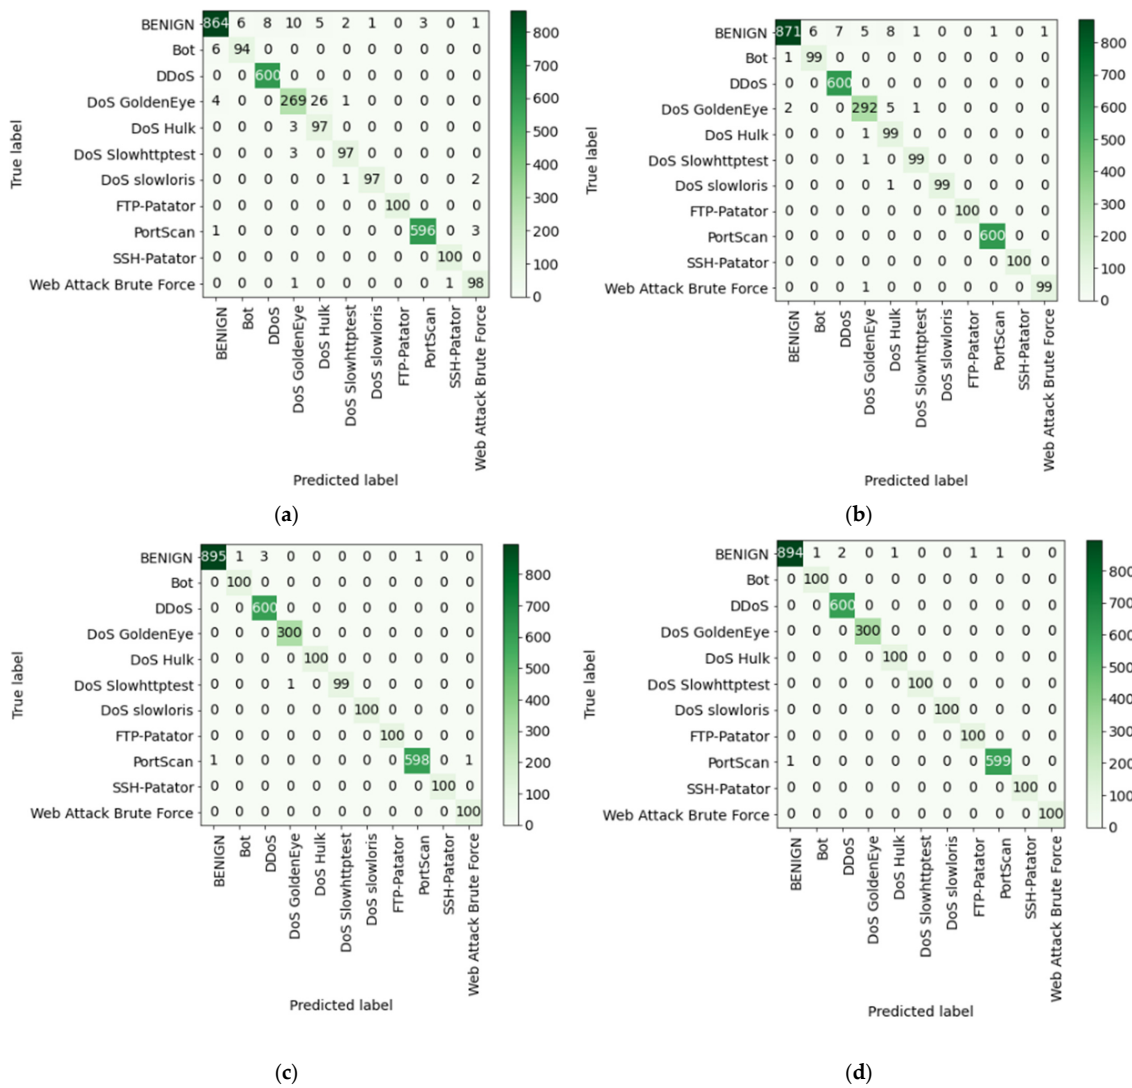 True label
BENIGN 864 6 8 10 5 2 1 0 3 0 1
Bot 6 94 0 0 0 0 0 0 0 0 0
DDoS 0 0 600 0 0 0 0 0 0 0 0
DoS GoldenEye 4 0 0 269 26 1 0 0 0 0 0
DoS Hulk 0 0 0 3 97 0 0 0 0 0 0
DoS Slowhttptest 0 0 0 3 0 97 0 0 0 0 0
DoS slowloris 0 0 0 0 0 1 97 0 0 0 2
FTP-Patator 0 0 0 0 0 0 0 100 0 0 0
PortScan 1 0 0 0 0 0 0 0 596 0 3
SSH-Patator 0 0 0 0 0 0 0 0 0 100 0
Web Attack Brute Force 0 0 0 1 0 0 0 0 0 1 98
BENIGN
Bot
DDoS
DoS GoldenEye
DoS Hulk
DoS Slowhttptest
DoS slowloris
FTP-Patator
PortScan
SSH-Patator
Web Attack Brute Force
Predicted label
800
700
600
500
400
300
200
100
0
(a)
True label
BENIGN 871 6 7 5 8 1 0 0 1 0 1
Bot 1 99 0 0 0 0 0 0 0 0 0
DDoS 0 0 600 0 0 0 0 0 0 0 0
DoS GoldenEye 2 0 0 292 5 1 0 0 0 0 0
DoS Hulk 0 0 0 1 99 0 0 0 0 0 0
DoS Slowhttptest 0 0 0 1 0 99 0 0 0 0 0
DoS slowloris 0 0 0 0 1 0 99 0 0 0 0
FTP-Patator 0 0 0 0 0 0 0 100 0 0 0
PortScan 0 0 0 0 0 0 0 0 600 0 0
SSH-Patator 0 0 0 0 0 0 0 0 0 100 0
Web Attack Brute Force 0 0 0 1 0 0 0 0 0 0 99
BENIGN
Bot
DDoS
DoS GoldenEye
DoS Hulk
DoS Slowhttptest
DoS slowloris
FTP-Patator
PortScan
SSH-Patator
Web Attack Brute Force
Predicted label
800
700
600
500
400
300
200
100
0
(b)
True label
BENIGN 895 1 3 0 0 0 0 0 1 0 0
Bot 0 100 0 0 0 0 0 0 0 0 0
DDoS 0 0 600 0 0 0 0 0 0 0 0
DoS GoldenEye 0 0 0 300 0 0 0 0 0 0 0
DoS Hulk 0 0 0 0 100 0 0 0 0 0 0
DoS Slowhttptest 0 0 0 1 0 99 0 0 0 0 0
DoS slowloris 0 0 0 0 0 0 100 0 0 0 0
FTP-Patator 0 0 0 0 0 0 0 100 0 0 0
PortScan 1 0 0 0 0 0 0 0 598 0 1
SSH-Patator 0 0 0 0 0 0 0 0 0 100 0
Web Attack Brute Force 0 0 0 0 0 0 0 0 0 0 100
BENIGN
Bot
DDoS
DoS GoldenEye
DoS Hulk
DoS Slowhttptest
DoS slowloris
FTP-Patator
PortScan
SSH-Patator
Web Attack Brute Force
Predicted label
800
700
600
500
400
300
200
100
0
(c)
True label
BENIGN 894 1 2 0 1 0 0 1 1 0 0
Bot 0 100 0 0 0 0 0 0 0 0 0
DDoS 0 0 600 0 0 0 0 0 0 0 0
DoS GoldenEye 0 0 0 300 0 0 0 0 0 0 0
DoS Hulk 0 0 0 0 100 0 0 0 0 0 0
DoS Slowhttptest 0 0 0 0 0 100 0 0 0 0 0
DoS slowloris 0 0 0 0 0 0 100 0 0 0 0
FTP-Patator 0 0 0 0 0 0 0 100 0 0 0
PortScan 1 0 0 0 0 0 0 0 599 0 0
SSH-Patator 0 0 0 0 0 0 0 0 0 100 0
Web Attack Brute Force 0 0 0 0 0 0 0 0 0 0 100
BENIGN
Bot
DDoS
DoS GoldenEye
DoS Hulk
DoS Slowhttptest
DoS slowloris
FTP-Patator
PortScan
SSH-Patator
Web Attack Brute Force
Predicted label
800
700
600
500
400
300
200
100
0
(d)